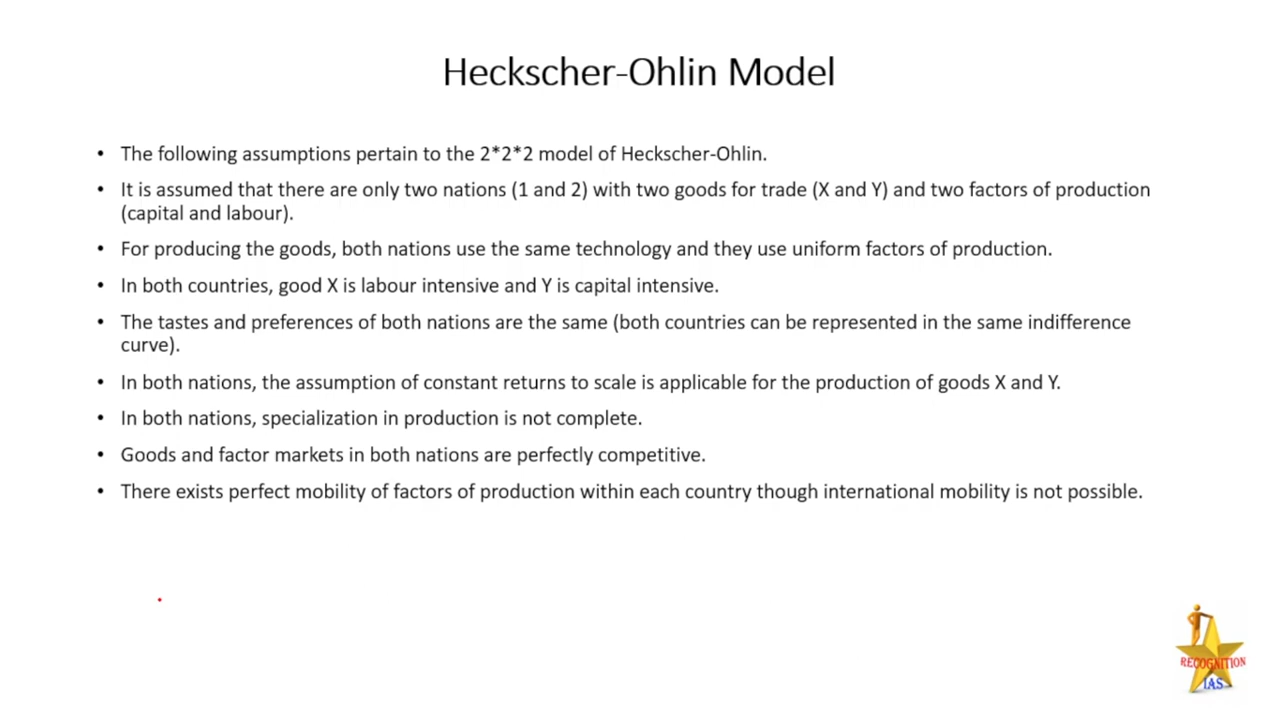 Heckscher-Ohlin Model
• The following assumptions pertain to the 2*2*2 model of Heckscher-Ohlin.
• It is assumed that there are only two nations (1 and 2) with two goods for trade (X and Y) and two factors of production
(capital and labour).
• For producing the goods, both nations use the same technology and they use uniform factors of production.
• In both countries, good X is labour intensive and Y is capital intensive.
• The tastes and preferences of both nations are the same (both countries can be represented in the same indifference
curve).
• In both nations, the assumption of constant returns to scale is applicable for the production of goods X and Y.
• In both nations, specialization in production is not complete.
• Goods and factor markets in both nations are perfectly competitive.
• There exists perfect mobility of factors of production within each country though international mobility is not possible.
RECOGNITION
IAS